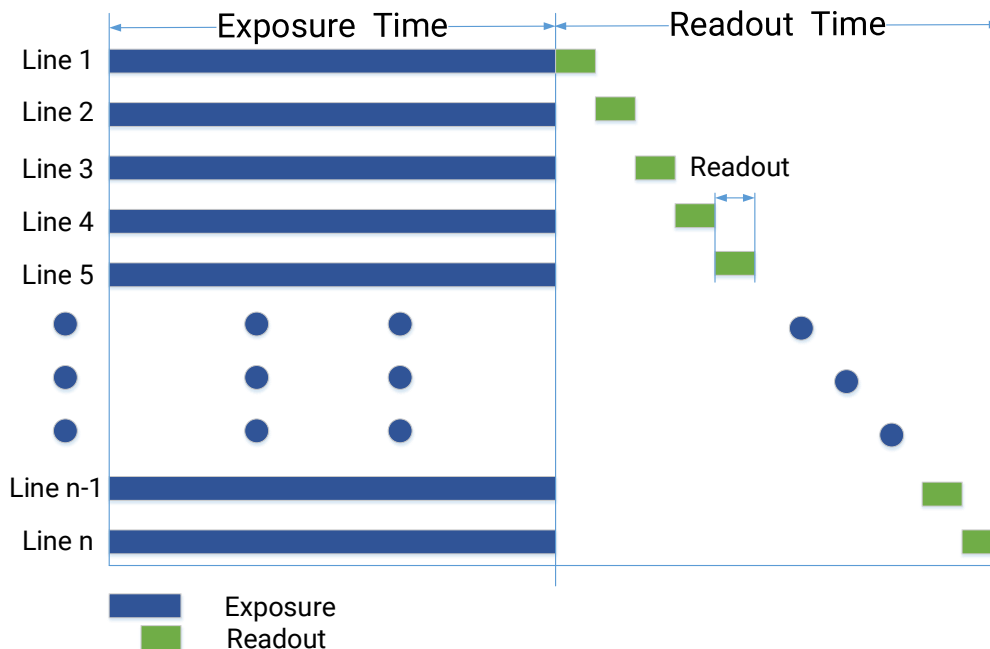 Exposure Time
Readout Time
Line 1
Line 2
Line 3
Readout
Line 4
Line 5
Line n-1
Line n
Exposure
Readout